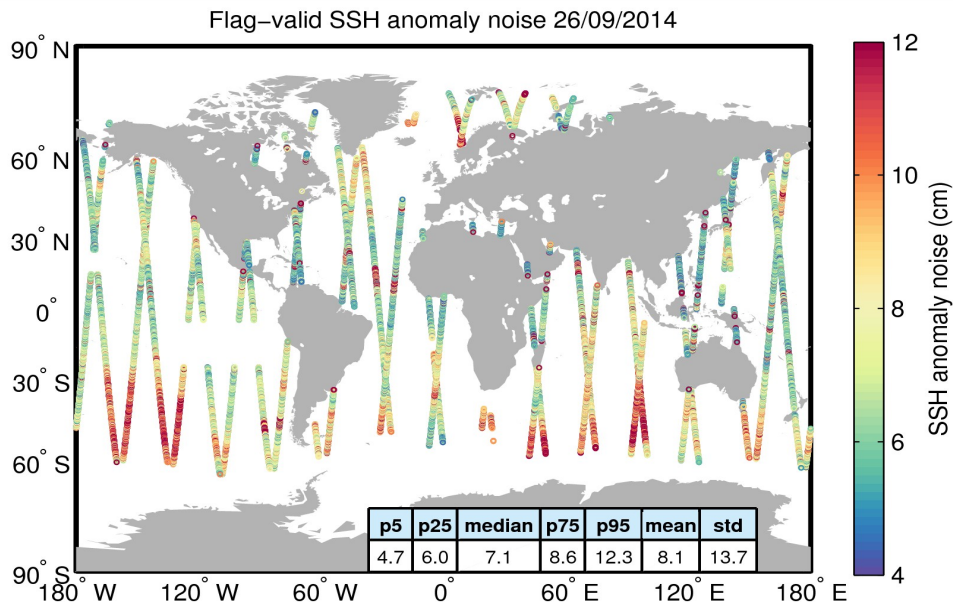 Flag−valid SSH anomaly noise 26/09/2014
90° N
60° N
30° N
0°
30° S
60° S
90° S
180° W
120° W
60° W
0°
60° E
120° E
180° E
p5 p25 median p75 p95 mean std
4.7 6.0 7.1 8.6 12.3 8.1 13.7
12
10
8
6
4
SSH anomaly noise (cm)